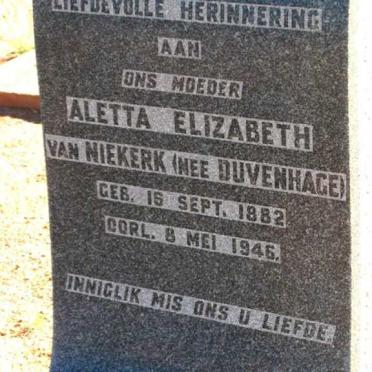 LIEFDEVOLLE HERINNERING
AAN
ONS MOEDER
ALETTA ELIZABETH
VAN NIEKERK (NEE DUVENHAGE)
GEB. 16 SEPT. 1882
OORL. 8 MEI 1946.
INNIGLIK MIS ONS U LIEFDE.